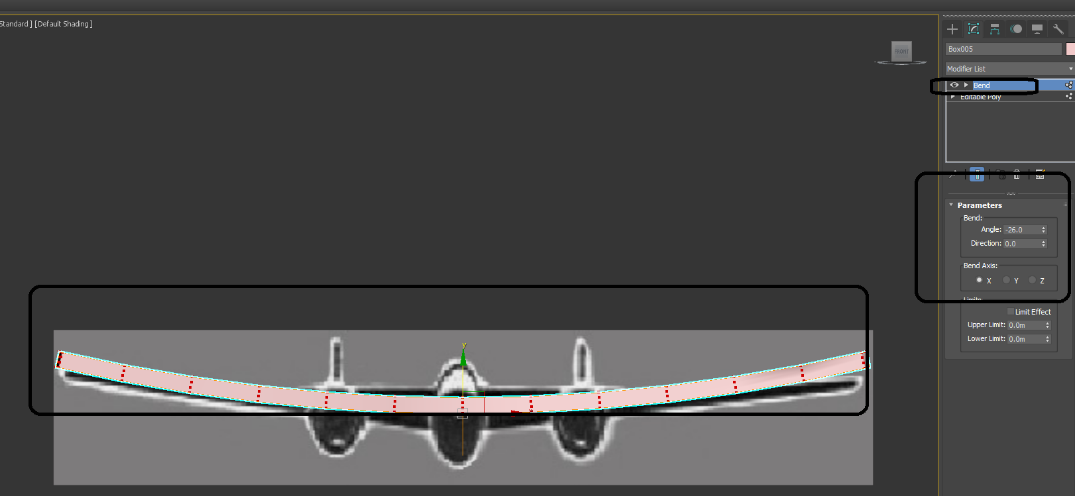 Standard ] [Default Shading ]
FRONT
Box005
Modifier List
Bend
Editable Poly
Parameters
Bend:
Angle: -26.0
Direction: 0.0
Bend Axis:
X Y Z
Limits
Limit Effect
Upper Limit: 0.0m
Lower Limit: 0.0m
y